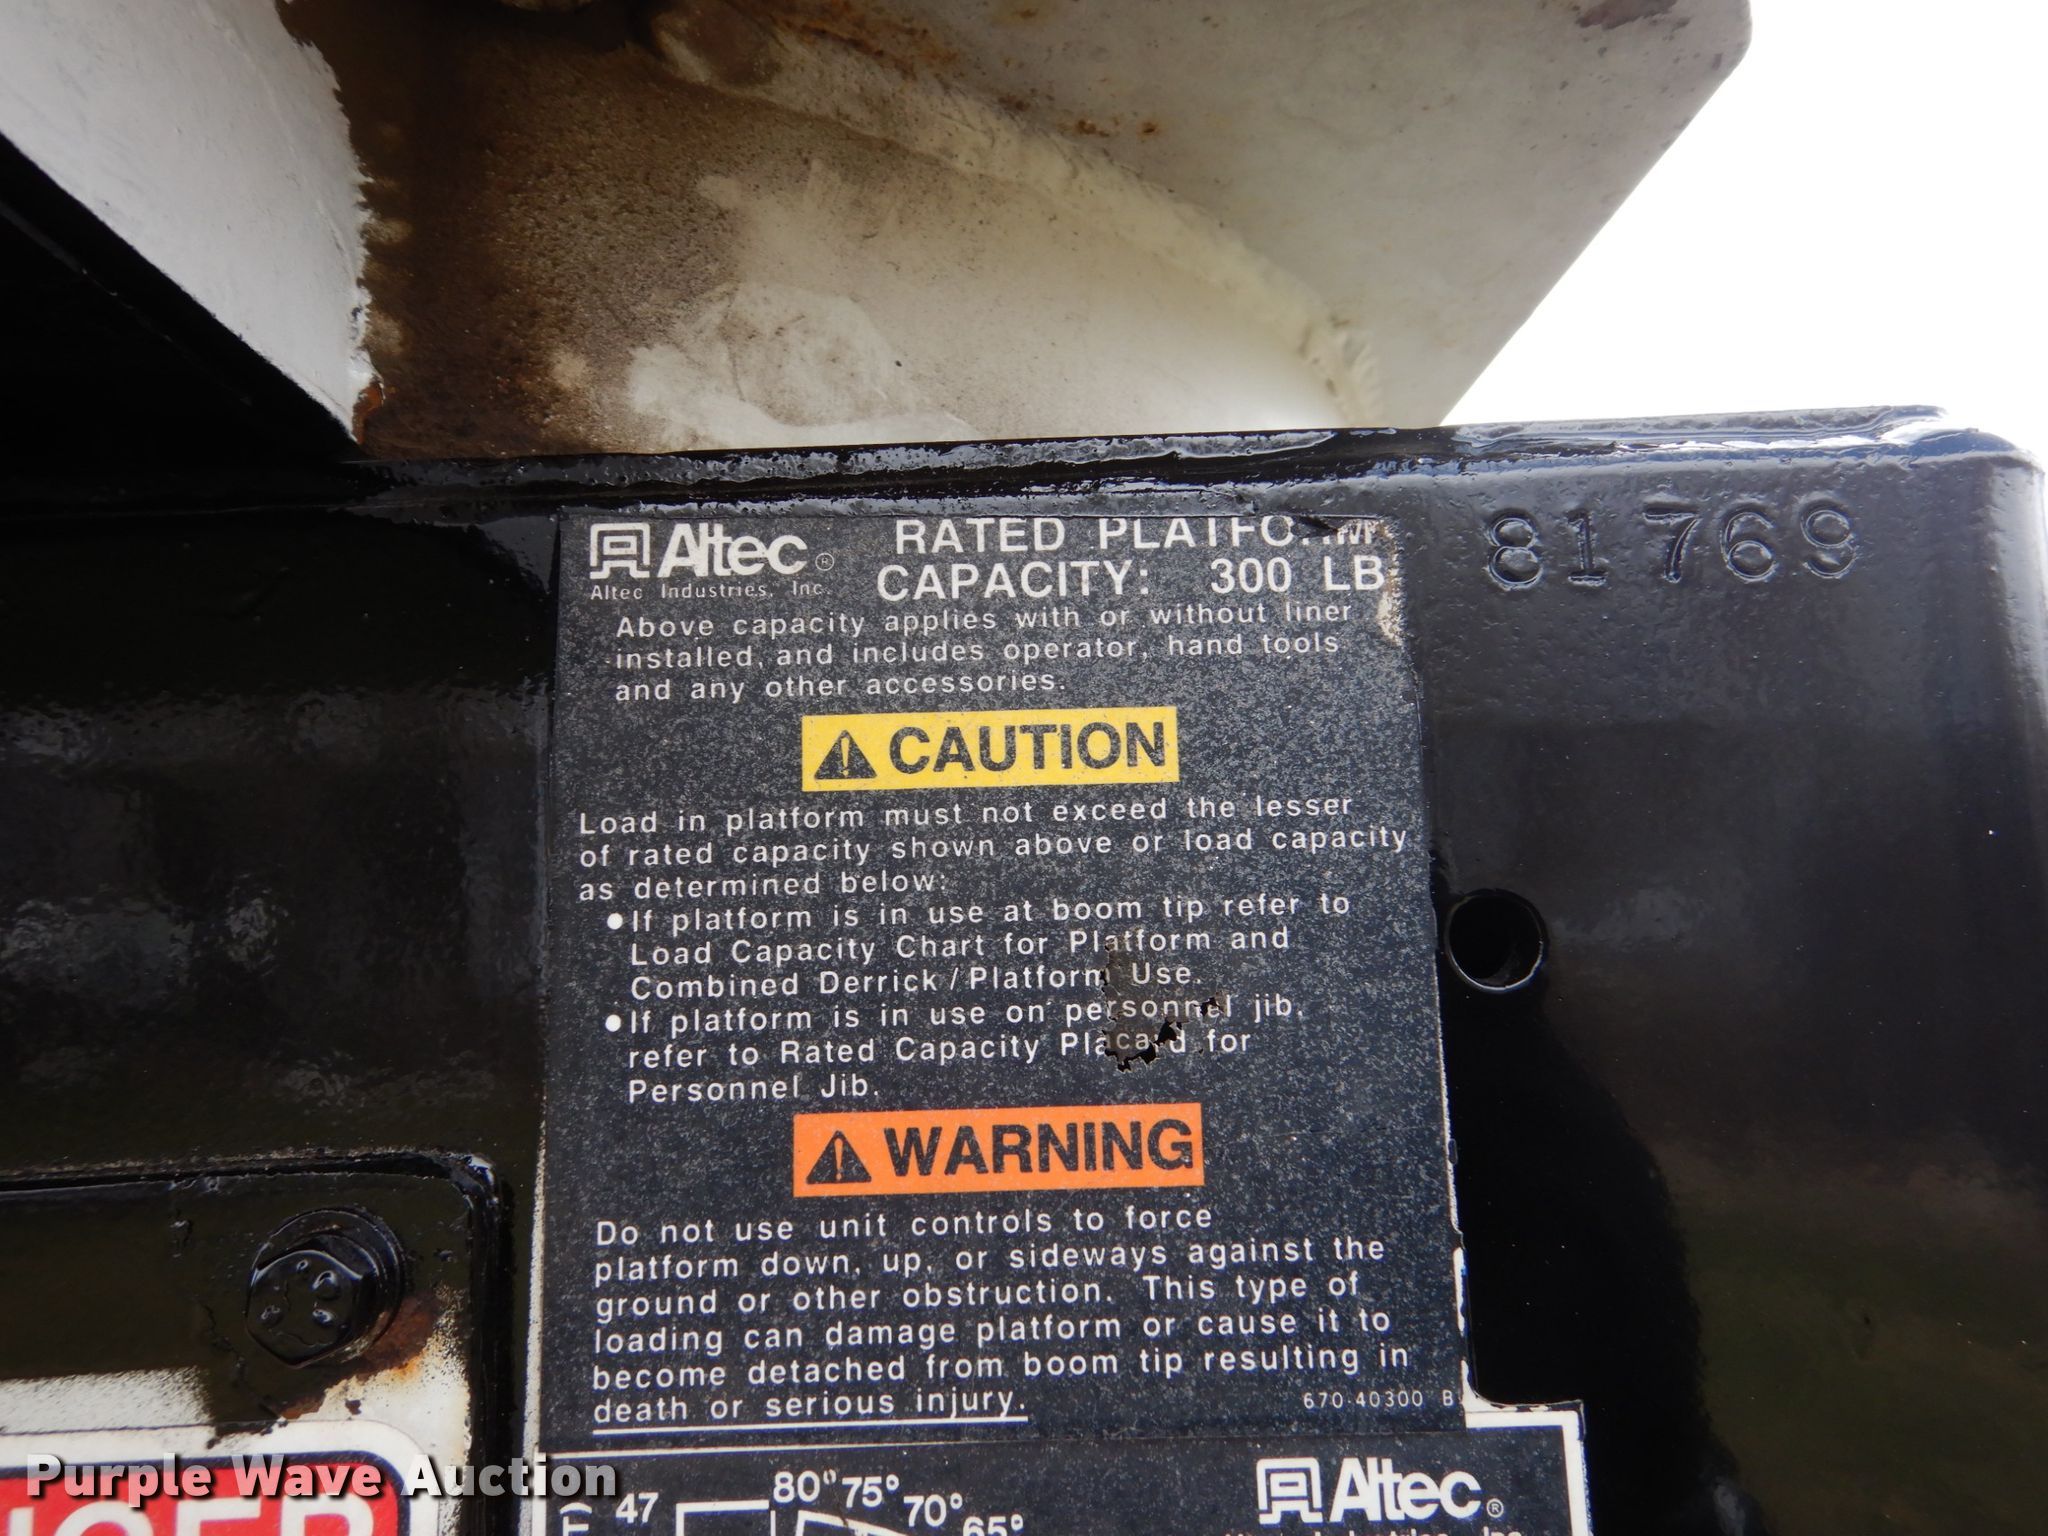 Altec® RATED PLATFORM
Altec Industries, Inc. CAPACITY: 300 LB
81769
Above capacity applies with or without liner
installed, and includes operator, hand tools
and any other accessories.
CAUTION
Load in platform must not exceed the lesser
of rated capacity shown above or load capacity
as determined below:
•If platform is in use at boom tip refer to
Load Capacity Chart for Platform and
Combined Derrick/Platform Use.
•If platform is in use on personnel jib,
refer to Rated Capacity Placard for
Personnel Jib.
WARNING
Do not use unit controls to force
platform down, up, or sideways against the
ground or other obstruction. This type of
loading can damage platform or cause it to
become detached from boom tip resulting in
death or serious injury.
670-40300 B
Purple Wave Auction
47 80° 75° 70° 65°
Altec®